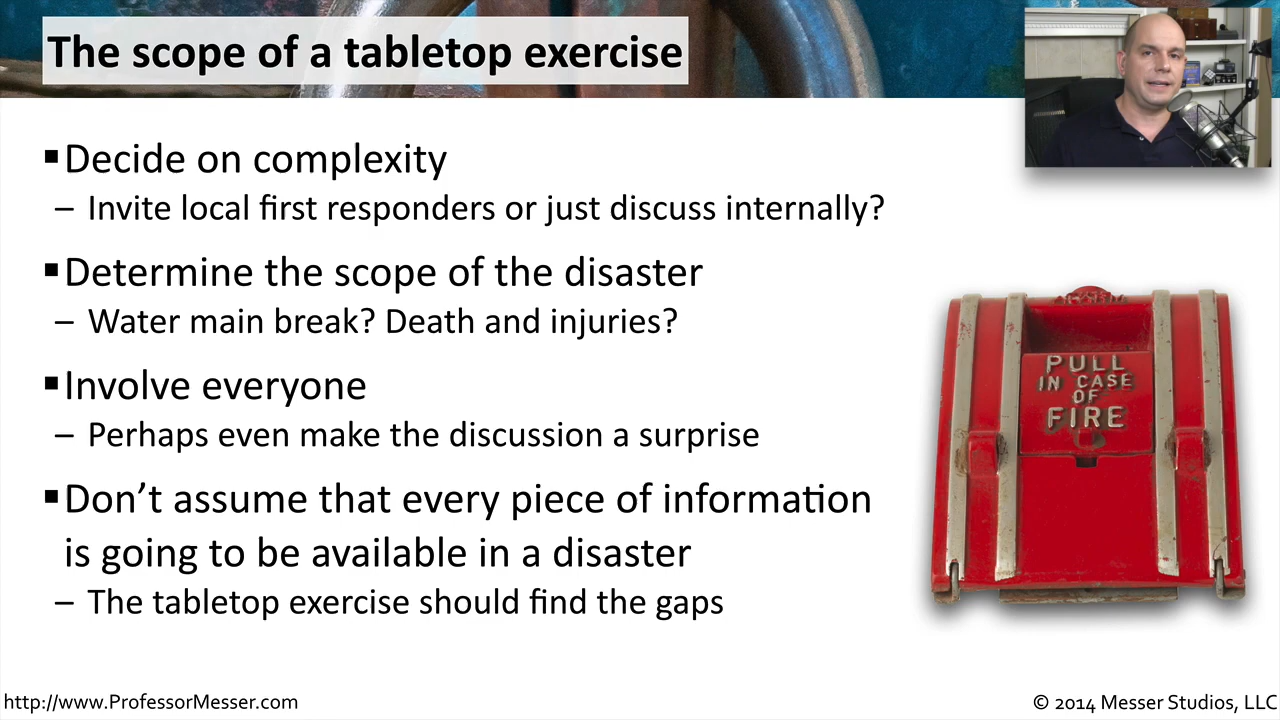 The scope of a tabletop exercise
▪Decide on complexity
– Invite local first responders or just discuss internally?
▪Determine the scope of the disaster
– Water main break? Death and injuries?
▪Involve everyone
– Perhaps even make the discussion a surprise
▪Don’t assume that every piece of information
is going to be available in a disaster
– The tabletop exercise should find the gaps
PULL
IN CASE
OF
FIRE
http://www.ProfessorMesser.com
© 2014 Messer Studios, LLC